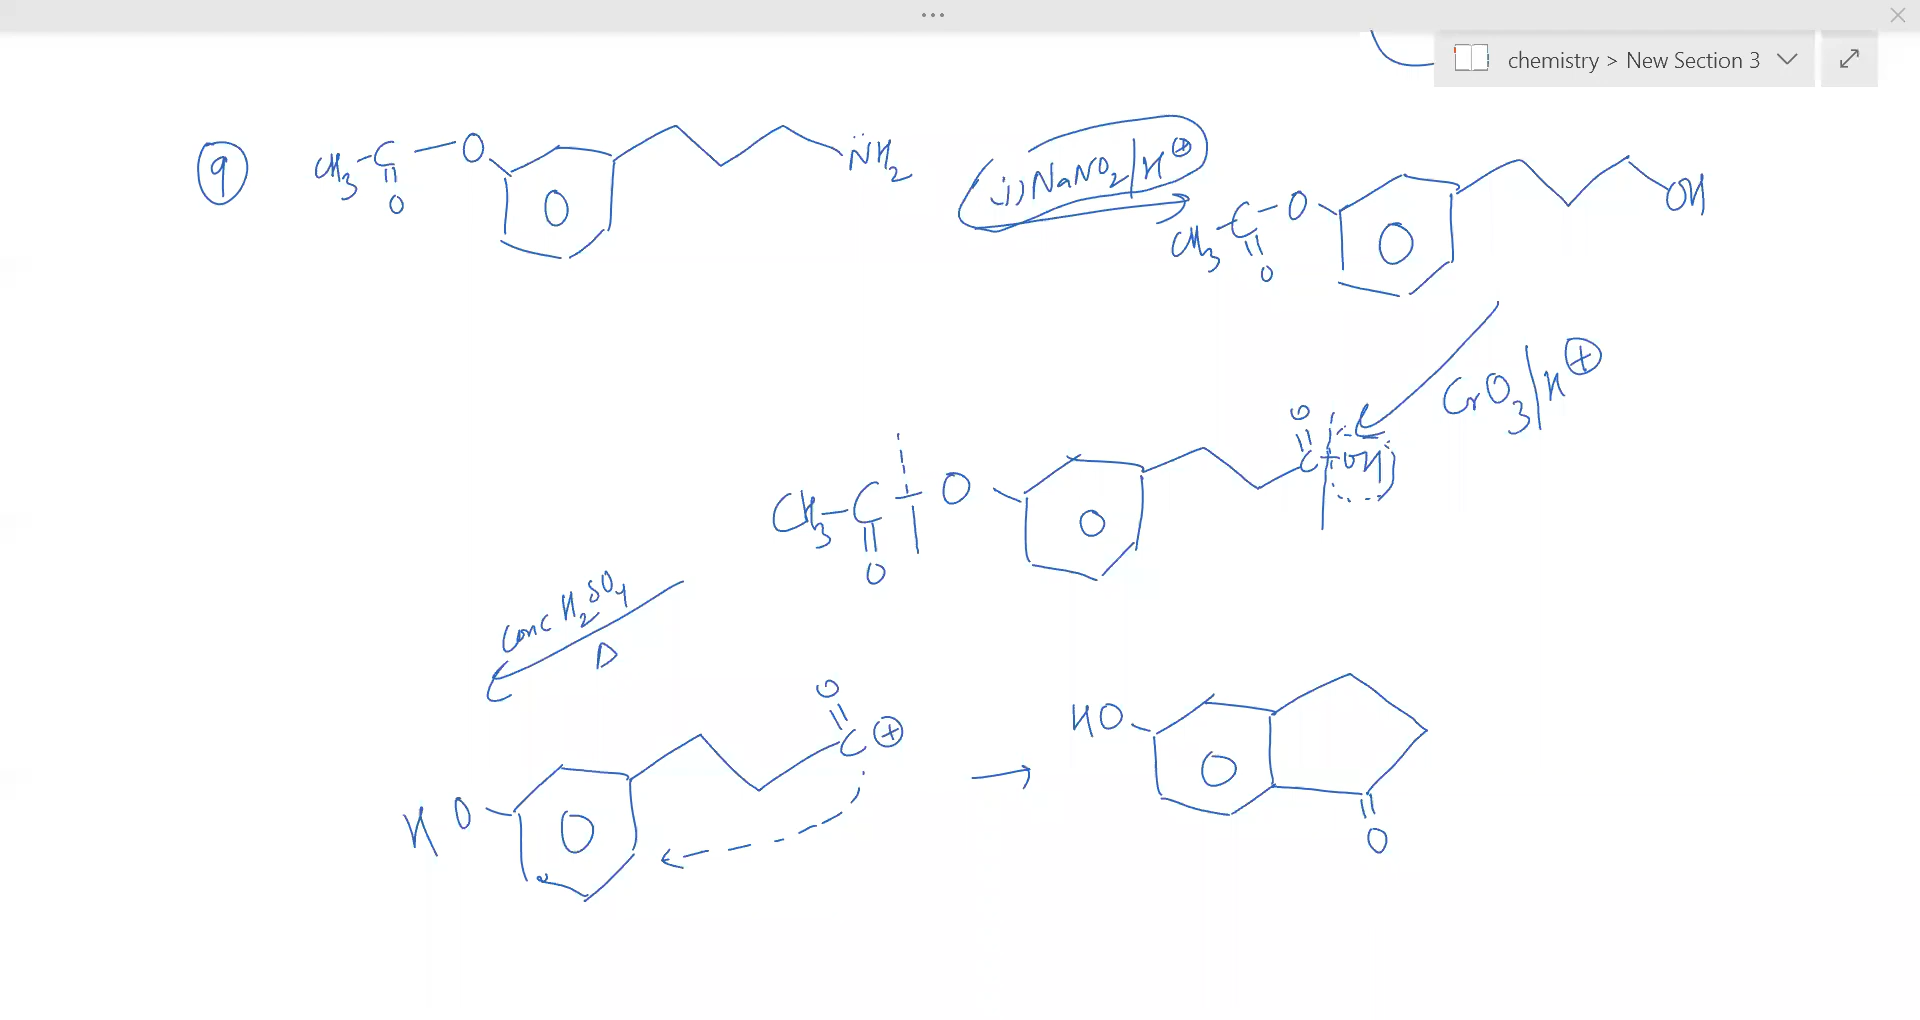 chemistry > New Section 3
9 CH3-C-O NH2
O
(i) NaNO2/H⊕
CH3-C-O OH
O
CrO3/H⊕
O
CH3-C-O C-OH
O
conc H2SO4
Δ
O
HO C⊕
HO
O